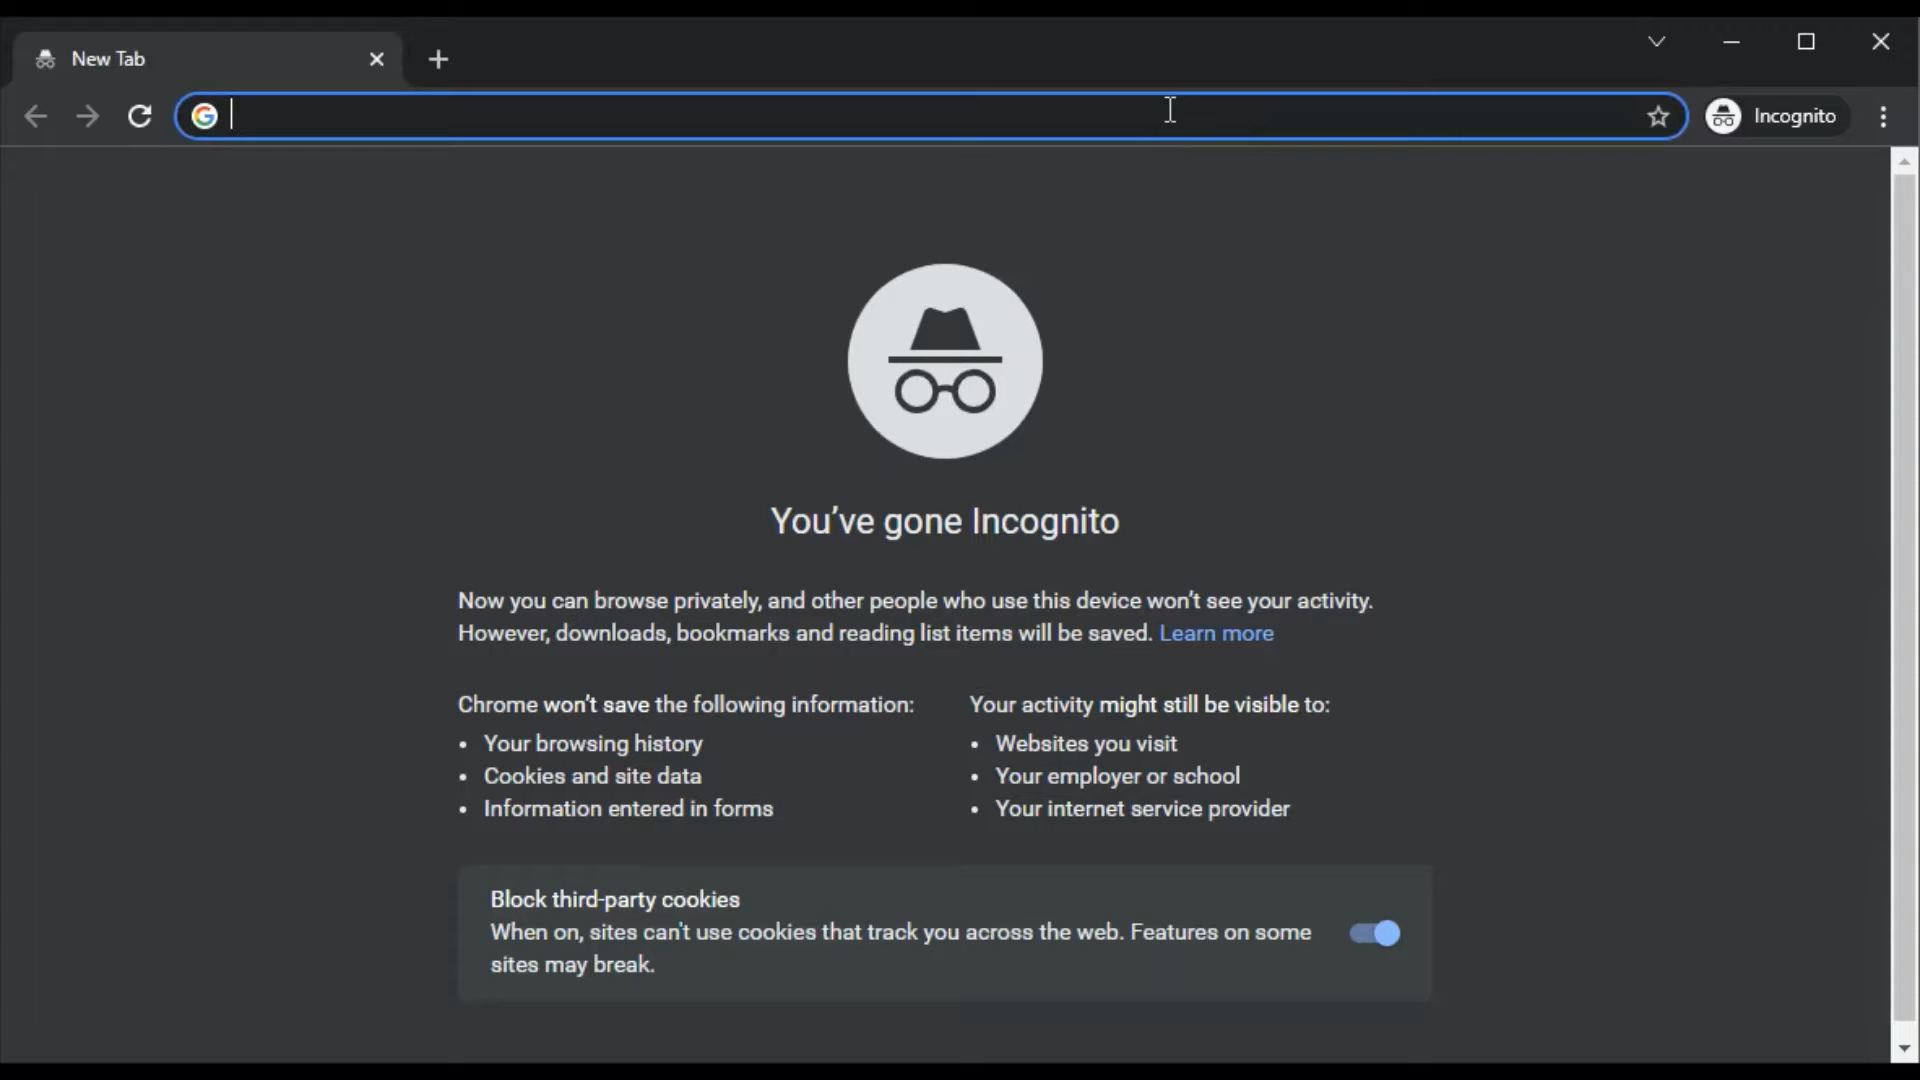 New Tab
Incognito
You've gone Incognito
Now you can browse privately, and other people who use this device won't see your activity.
However, downloads, bookmarks and reading list items will be saved. Learn more
Chrome won't save the following information:
• Your browsing history
• Cookies and site data
• Information entered in forms
Your activity might still be visible to:
• Websites you visit
• Your employer or school
• Your internet service provider
Block third-party cookies
When on, sites can't use cookies that track you across the web. Features on some
sites may break.